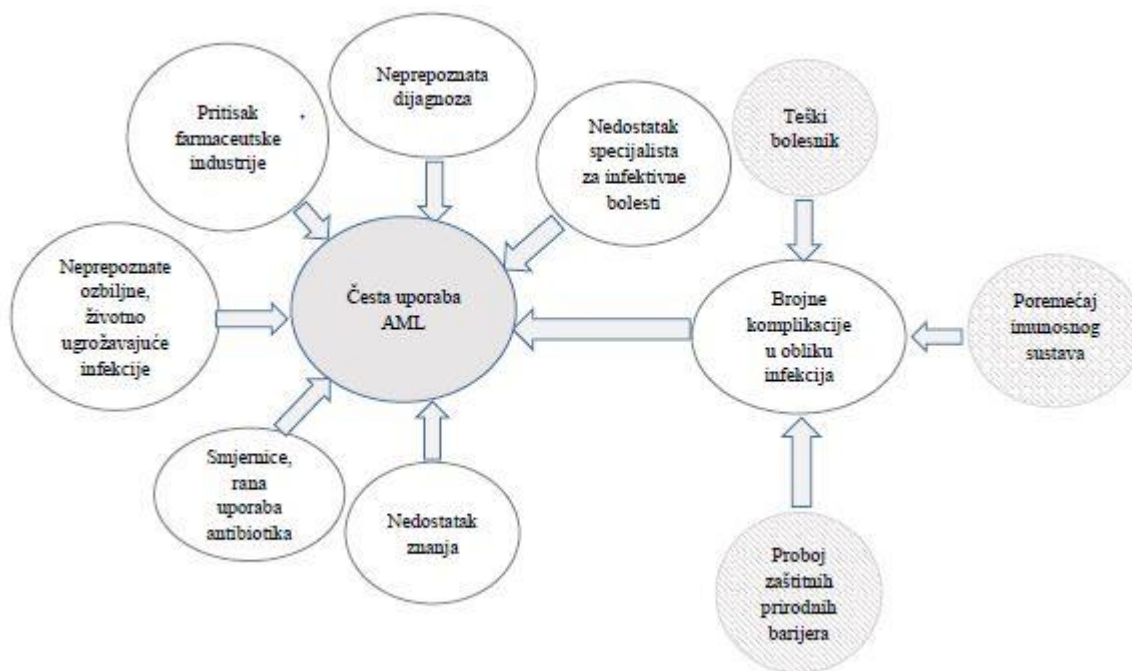 Neprepoznata
dijagnoza
Pritisak
farmaceutske
industrije
Nedostatak
specijalista
za infektivne
bolesti
Teški
bolesnik
Neprepoznate
ozbiljne,
životno
ugrožavajuće
infekcije
Česta uporaba
AML
Brojne
komplikacije
u obliku
infekcija
Poremećaj
imunosnog
sustava
Smjernice,
rana
uporaba
antibiotika
Nedostatak
znanja
Proboj
zaštitnih
prirodnih
barijera